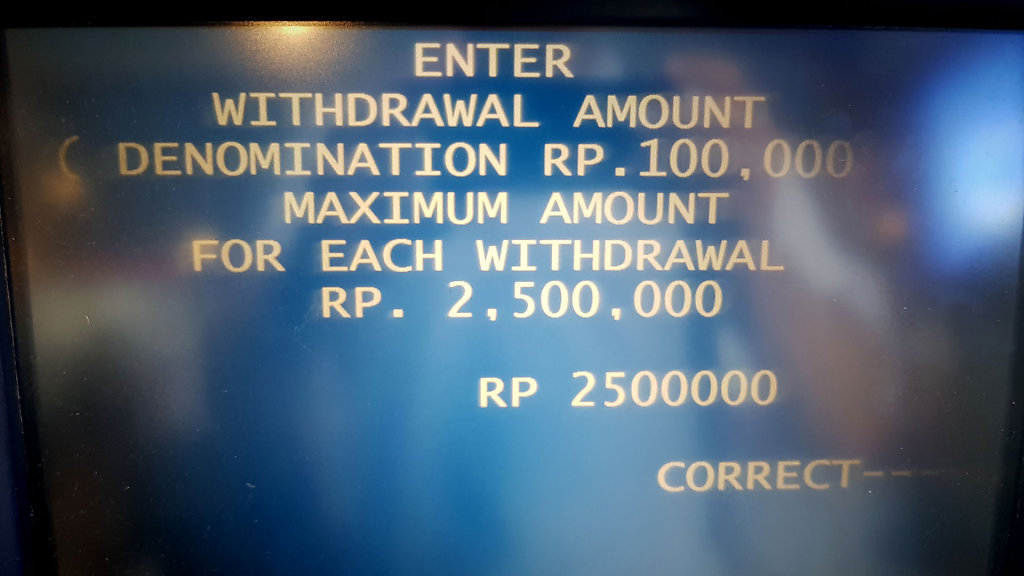 ENTER
WITHDRAWAL AMOUNT
( DENOMINATION RP.100,000
MAXIMUM AMOUNT
FOR EACH WITHDRAWAL
RP. 2,500,000
RP 2500000
CORRECT---